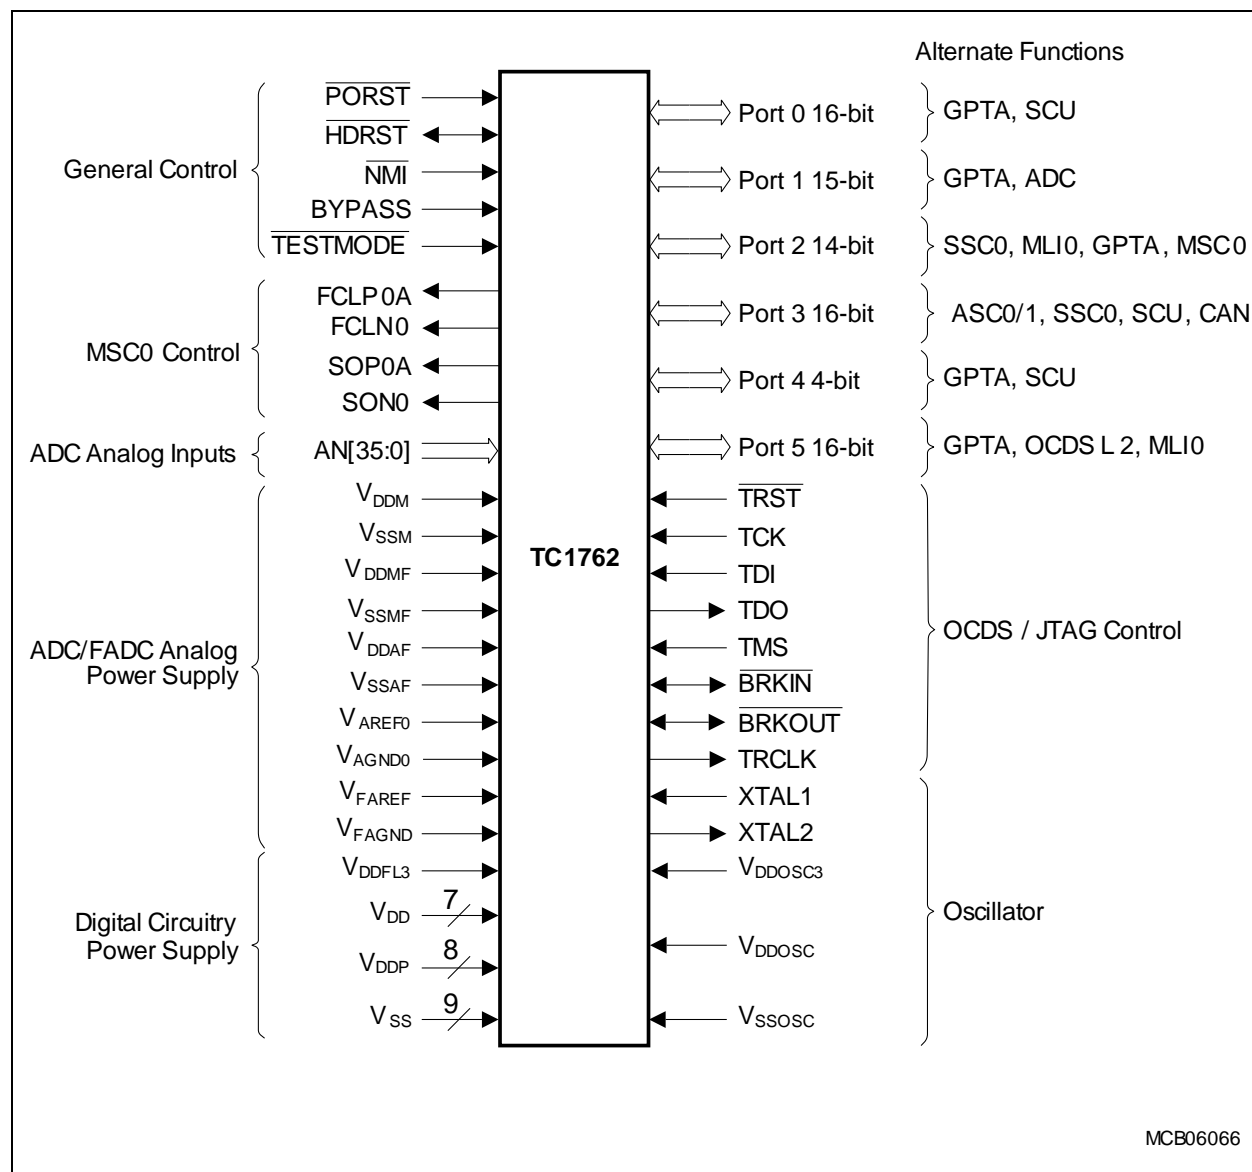 Alternate Functions
General Control
PORST
HDRST
NMI
BYPASS
TESTMODE
MSC0 Control
FCLP0A
FCLN0
SOP0A
SON0
ADC Analog Inputs
AN[35:0]
ADC/FADC Analog
Power Supply
VDDM
VSSM
VDDMF
VSSMF
VDDAF
VSSAF
VAREF0
VAGND0
VFAREF
VFAGND
Digital Circuitry
Power Supply
VDDFL3
VDD 7
VDDP 8
VSS 9
TC1762
Port 0 16-bit GPTA, SCU
Port 1 15-bit GPTA, ADC
Port 2 14-bit SSC0, MLI0, GPTA, MSC0
Port 3 16-bit ASC0/1, SSC0, SCU, CAN
Port 4 4-bit GPTA, SCU
Port 5 16-bit GPTA, OCDS L2, MLI0
TRST
TCK
TDI
TDO
TMS
BRKIN
BRKOUT
TRCLK
OCDS / JTAG Control
XTAL1
XTAL2
VDDOSC3
VDDOSC
VSSOSC
Oscillator
MCB06066